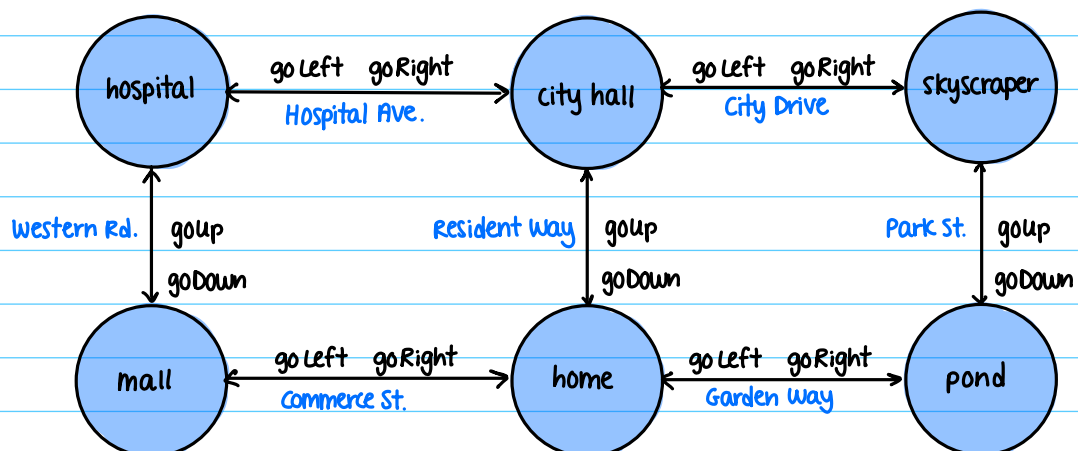 hospital
goLeft goRight
Hospital Ave.
city hall
goLeft goRight
City Drive
skyscraper
Western Rd.
goUp
goDown
Resident Way
goUp
goDown
Park St.
goUp
goDown
mall
goLeft goRight
Commerce St.
home
goLeft goRight
Garden Way
pond